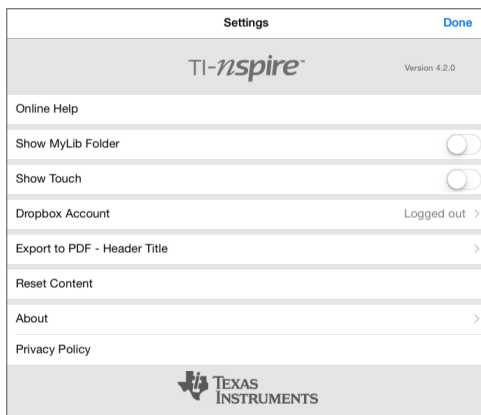 Settings
Done
TI-nspire™
Version 4.2.0
Online Help
Show MyLib Folder
Show Touch
Dropbox Account
Logged out >
Export to PDF - Header Title
>
Reset Content
About
>
Privacy Policy
TEXAS
INSTRUMENTS